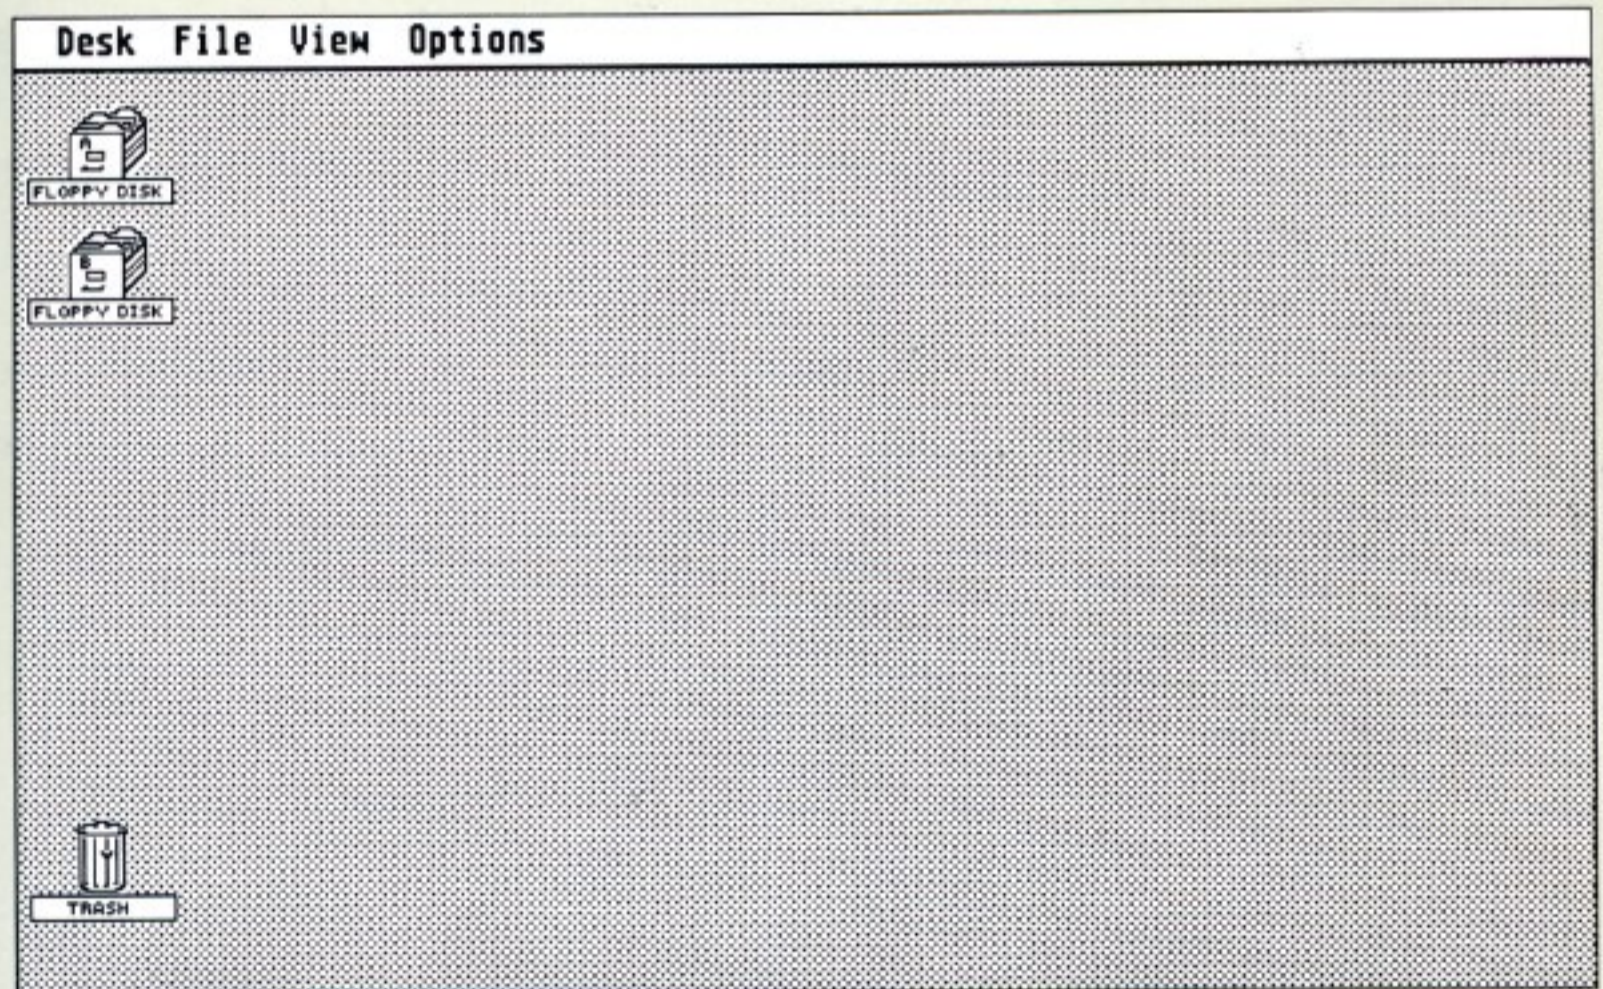 Desk File View Options
A
FLOPPY DISK
B
FLOPPY DISK
TRASH